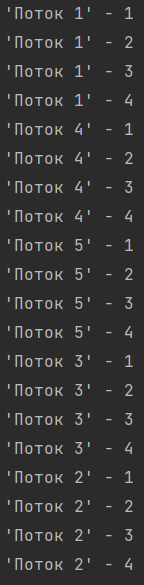 'Поток 1' - 1
'Поток 1' - 2
'Поток 1' - 3
'Поток 1' - 4
'Поток 4' - 1
'Поток 4' - 2
'Поток 4' - 3
'Поток 4' - 4
'Поток 5' - 1
'Поток 5' - 2
'Поток 5' - 3
'Поток 5' - 4
'Поток 3' - 1
'Поток 3' - 2
'Поток 3' - 3
'Поток 3' - 4
'Поток 2' - 1
'Поток 2' - 2
'Поток 2' - 3
'Поток 2' - 4